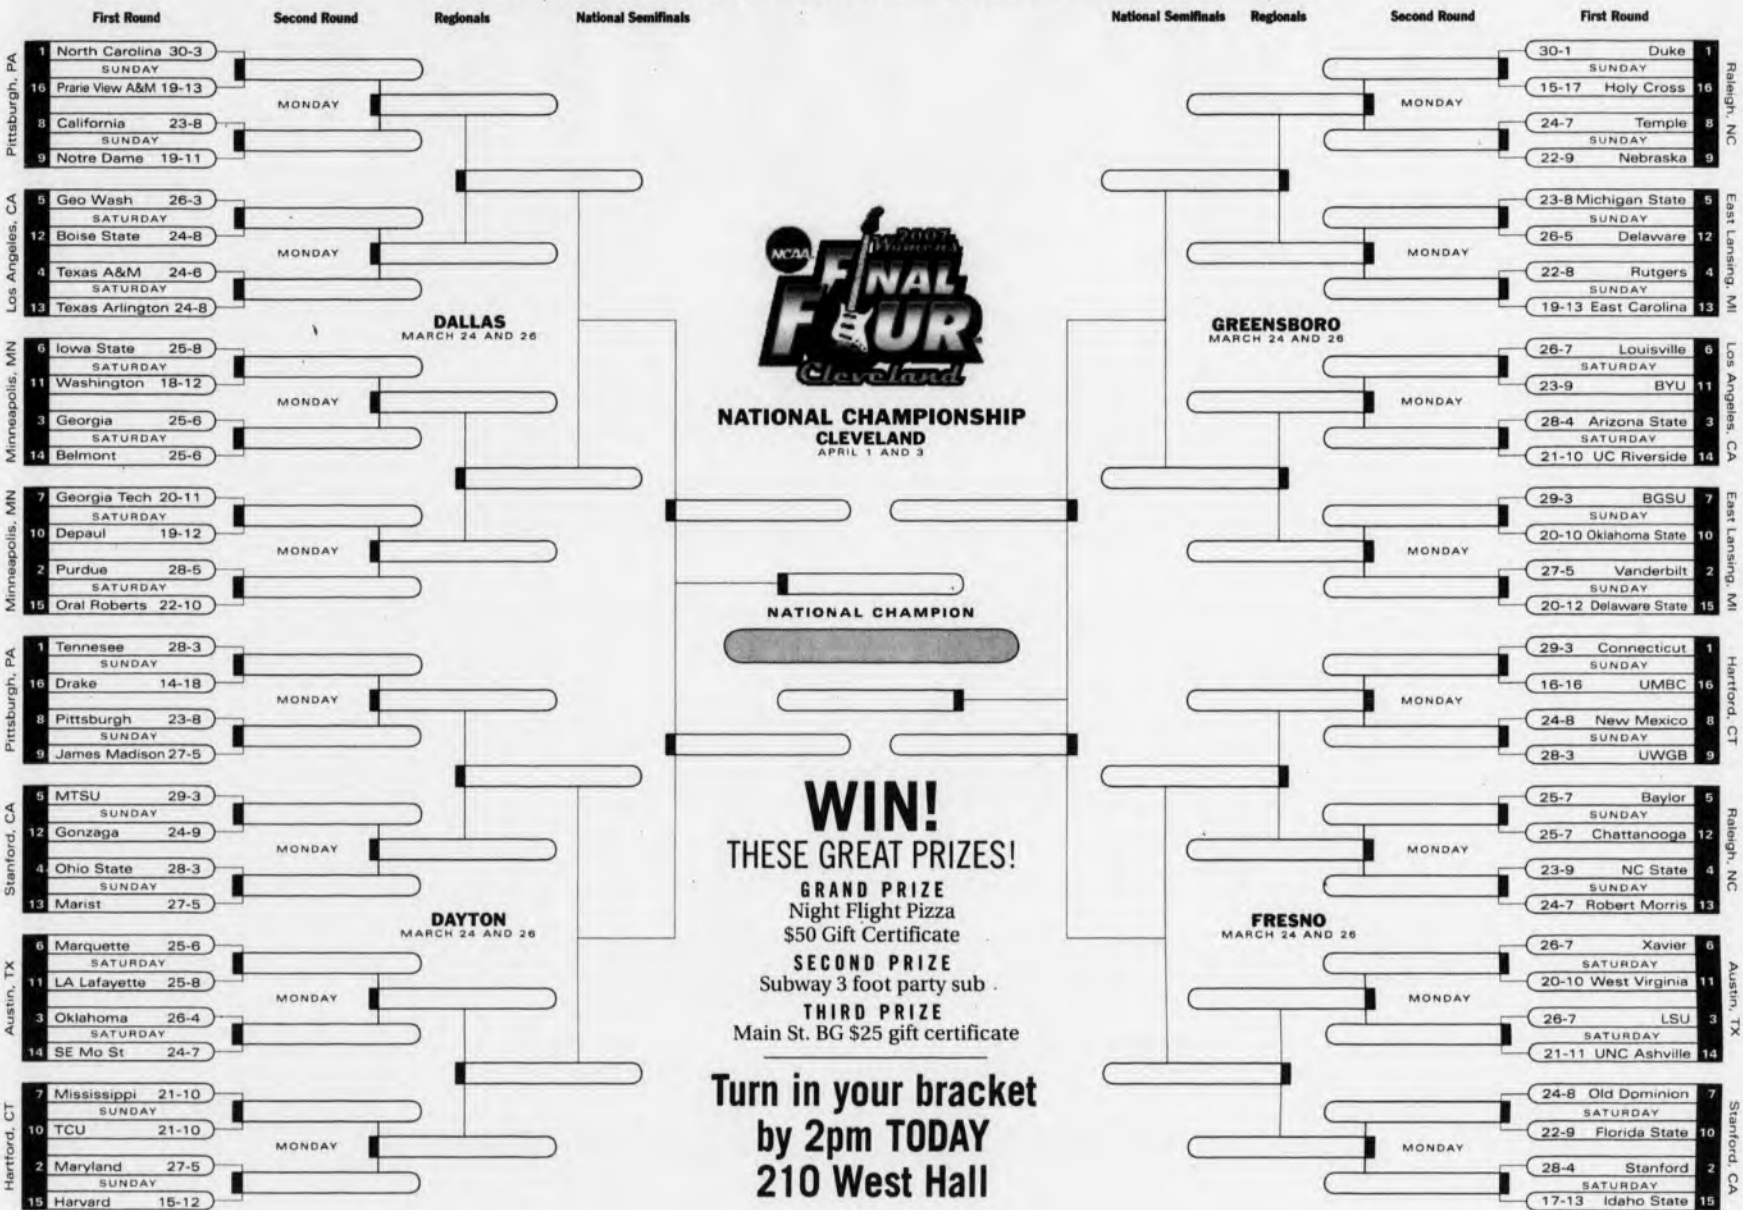 First Round Second Round Regionals National Semifinals
National Semifinals Regionals Second Round First Round
Pittsburgh, PA
1 North Carolina 30-3
SUNDAY
16 Prarie View A&M 19-13
MONDAY
8 California 23-8
SUNDAY
9 Notre Dame 19-11
Los Angeles, CA
5 Geo Wash 26-3
SATURDAY
12 Boise State 24-8
MONDAY
4 Texas A&M 24-6
SATURDAY
13 Texas Arlington 24-8
DALLAS
MARCH 24 AND 26
Minneapolis, MN
6 Iowa State 25-8
SATURDAY
11 Washington 18-12
MONDAY
3 Georgia 25-6
SATURDAY
14 Belmont 25-6
Minneapolis, MN
7 Georgia Tech 20-11
SATURDAY
10 Depaul 19-12
MONDAY
2 Purdue 28-5
SATURDAY
15 Oral Roberts 22-10
Pittsburgh, PA
1 Tennesee 28-3
SUNDAY
16 Drake 14-18
MONDAY
8 Pittsburgh 23-8
SUNDAY
9 James Madison 27-5
Stanford, CA
5 MTSU 29-3
SUNDAY
12 Gonzaga 24-9
MONDAY
4 Ohio State 28-3
SUNDAY
13 Marist 27-5
DAYTON
MARCH 24 AND 26
Austin, TX
6 Marquette 25-6
SATURDAY
11 LA Lafayette 25-8
MONDAY
3 Oklahoma 26-4
SATURDAY
14 SE Mo St 24-7
Hartford, CT
7 Mississippi 21-10
SUNDAY
10 TCU 21-10
MONDAY
2 Maryland 27-5
SUNDAY
15 Harvard 15-12
NCAA
2007
Women's
FINAL
FOUR
Cleveland
NATIONAL CHAMPIONSHIP
CLEVELAND
APRIL 1 AND 3
NATIONAL CHAMPION
WIN!
THESE GREAT PRIZES!
GRAND PRIZE
Night Flight Pizza
$50 Gift Certificate
SECOND PRIZE
Subway 3 foot party sub
THIRD PRIZE
Main St. BG $25 gift certificate
Turn in your bracket
by 2pm TODAY
210 West Hall
Raleigh, NC
30-1 Duke 1
SUNDAY
15-17 Holy Cross 16
MONDAY
24-7 Temple 8
SUNDAY
22-9 Nebraska 9
East Lansing, MI
23-8 Michigan State 5
SUNDAY
26-5 Delaware 12
MONDAY
22-8 Rutgers 4
SUNDAY
19-13 East Carolina 13
GREENSBORO
MARCH 24 AND 26
Los Angeles, CA
26-7 Louisville 6
SATURDAY
23-9 BYU 11
MONDAY
28-4 Arizona State 3
SATURDAY
21-10 UC Riverside 14
East Lansing, MI
29-3 BGSU 7
SUNDAY
20-10 Oklahoma State 10
MONDAY
27-5 Vanderbilt 2
SUNDAY
20-12 Delaware State 15
Hartford, CT
29-3 Connecticut 1
SUNDAY
16-16 UMBC 16
MONDAY
24-8 New Mexico 8
SUNDAY
28-3 UWGB 9
Raleigh, NC
25-7 Baylor 5
SUNDAY
25-7 Chattanooga 12
MONDAY
23-9 NC State 4
SUNDAY
24-7 Robert Morris 13
FRESNO
MARCH 24 AND 26
Austin, TX
26-7 Xavier 6
SATURDAY
20-10 West Virginia 11
MONDAY
26-7 LSU 3
SATURDAY
21-11 UNC Ashville 14
Stanford, CA
24-8 Old Dominion 7
SATURDAY
22-9 Florida State 10
MONDAY
28-4 Stanford 2
SATURDAY
17-13 Idaho State 15